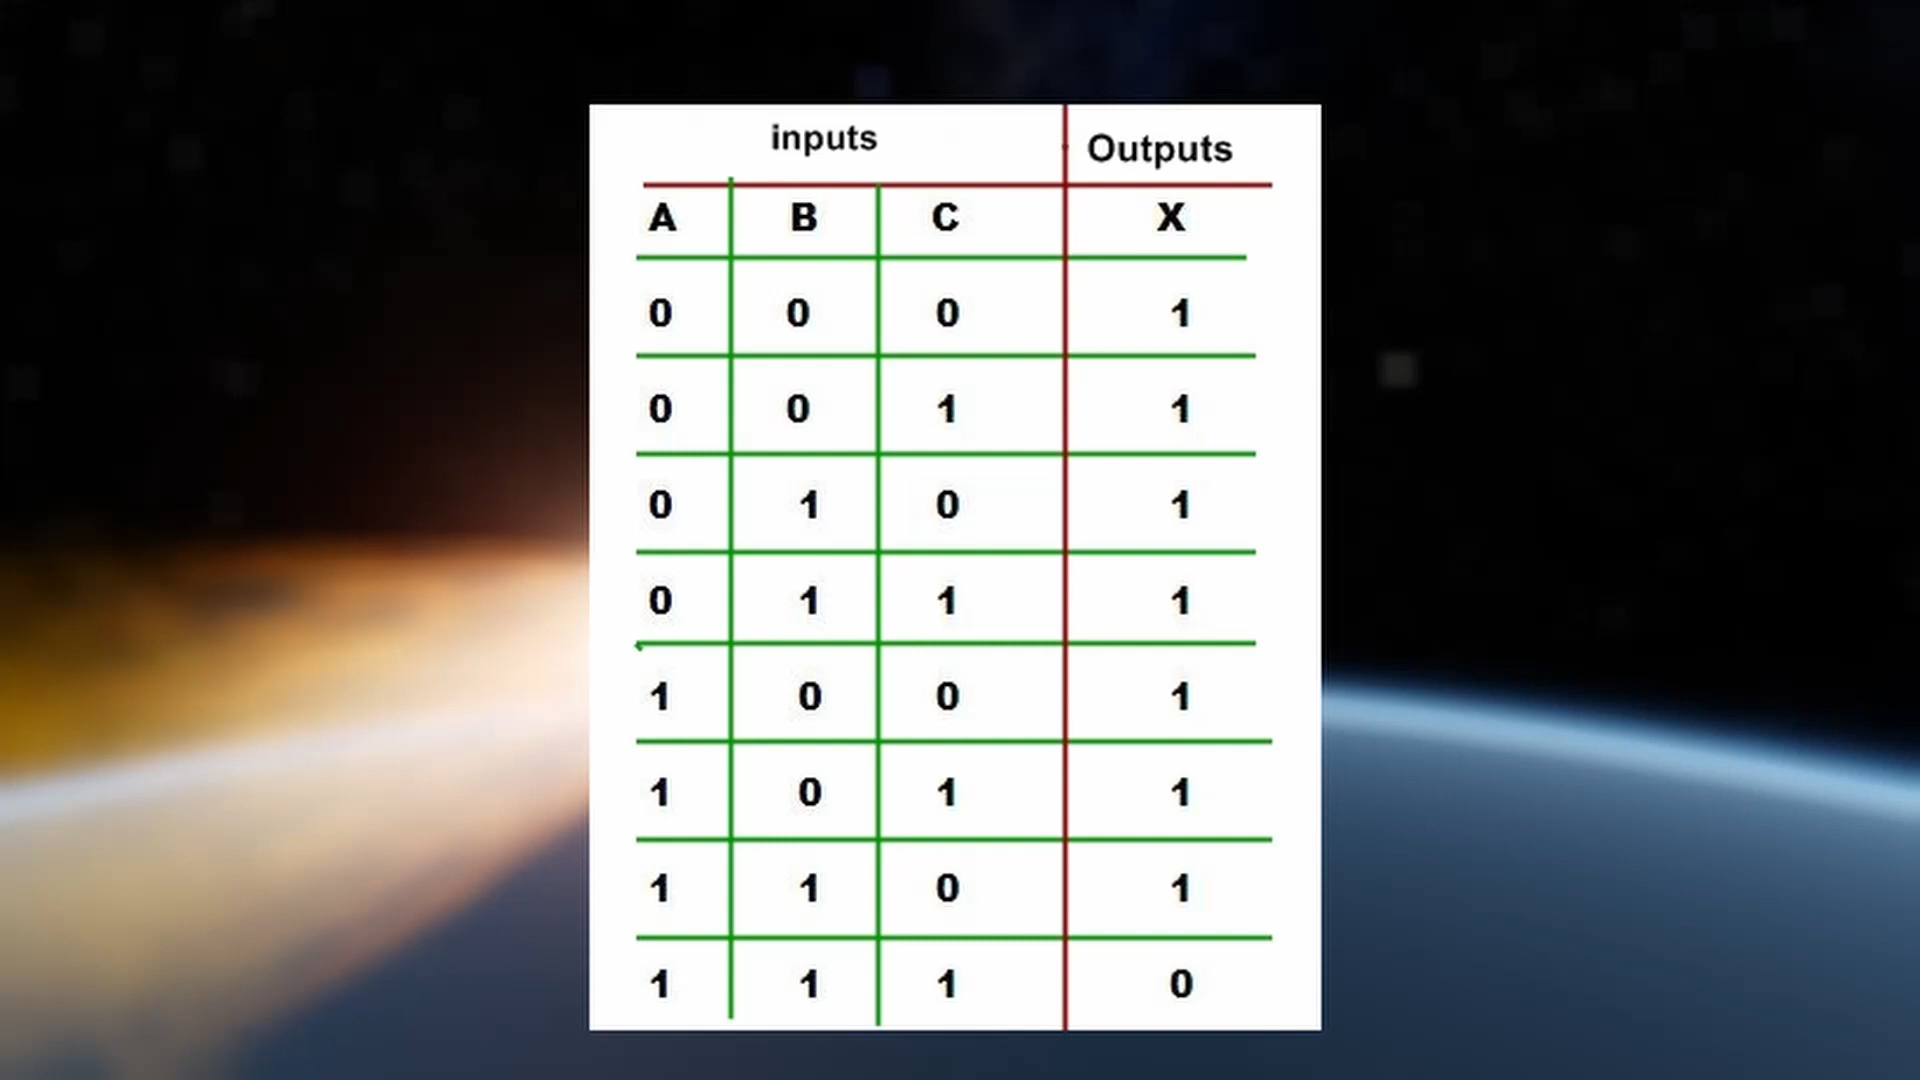 inputs Outputs
A B C X
0 0 0 1
0 0 1 1
0 1 0 1
0 1 1 1
1 0 0 1
1 0 1 1
1 1 0 1
1 1 1 0